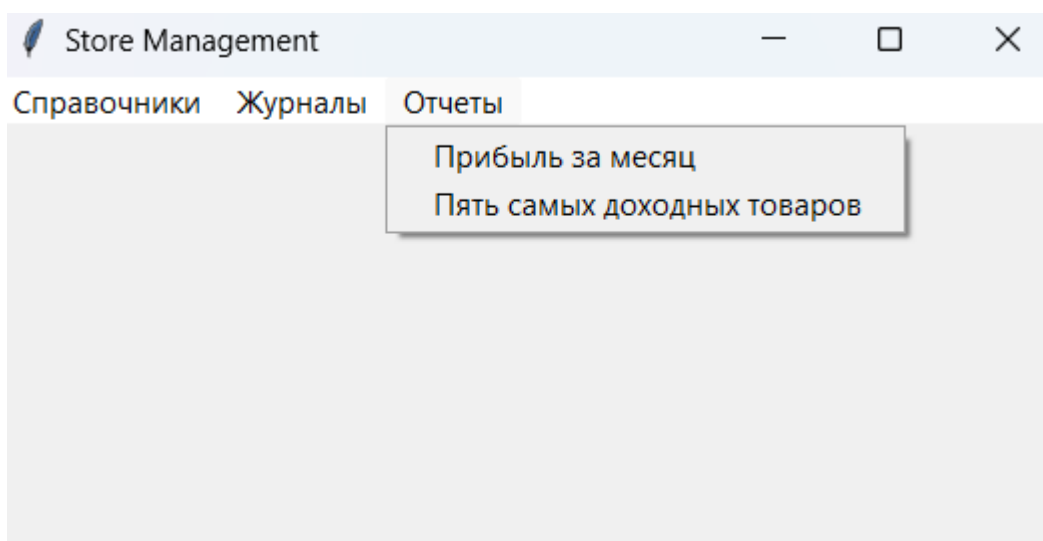 Store Management
Справочники Журналы Отчеты
Прибыль за месяц
Пять самых доходных товаров